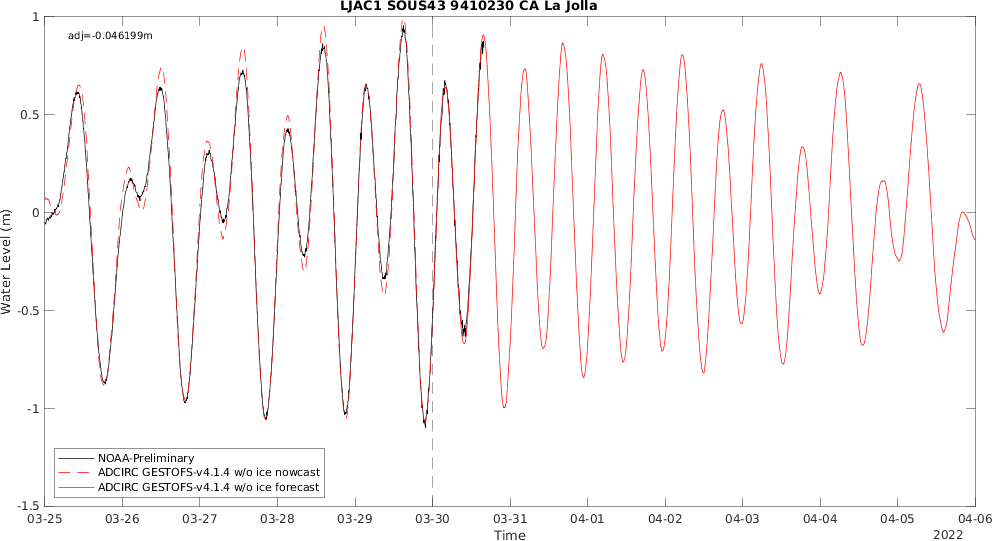 LJAC1 SOUS43 9410230 CA La Jolla
adj=-0.046199m
1
0.5
0
-0.5
-1
-1.5
Water Level (m)
NOAA-Preliminary
ADCIRC GESTOFS-v4.1.4 w/o ice nowcast
ADCIRC GESTOFS-v4.1.4 w/o ice forecast
03-25 03-26 03-27 03-28 03-29 03-30 03-31 04-01 04-02 04-03 04-04 04-05 04-06
Time
2022